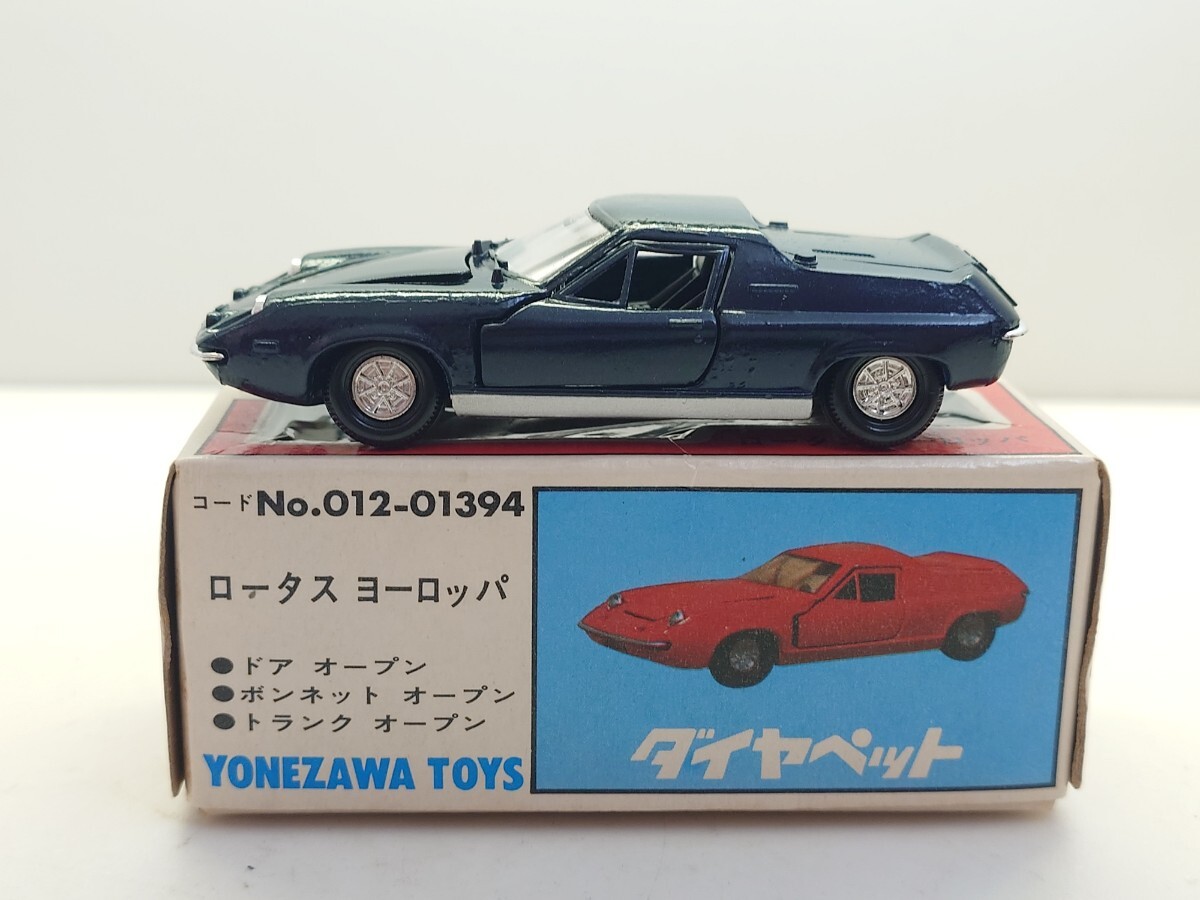 コード No.012-01394
ロータス ヨーロッパ
●ドア オープン
●ボンネット オープン
●トランク オープン
YONEZAWA TOYS
ダイヤペット